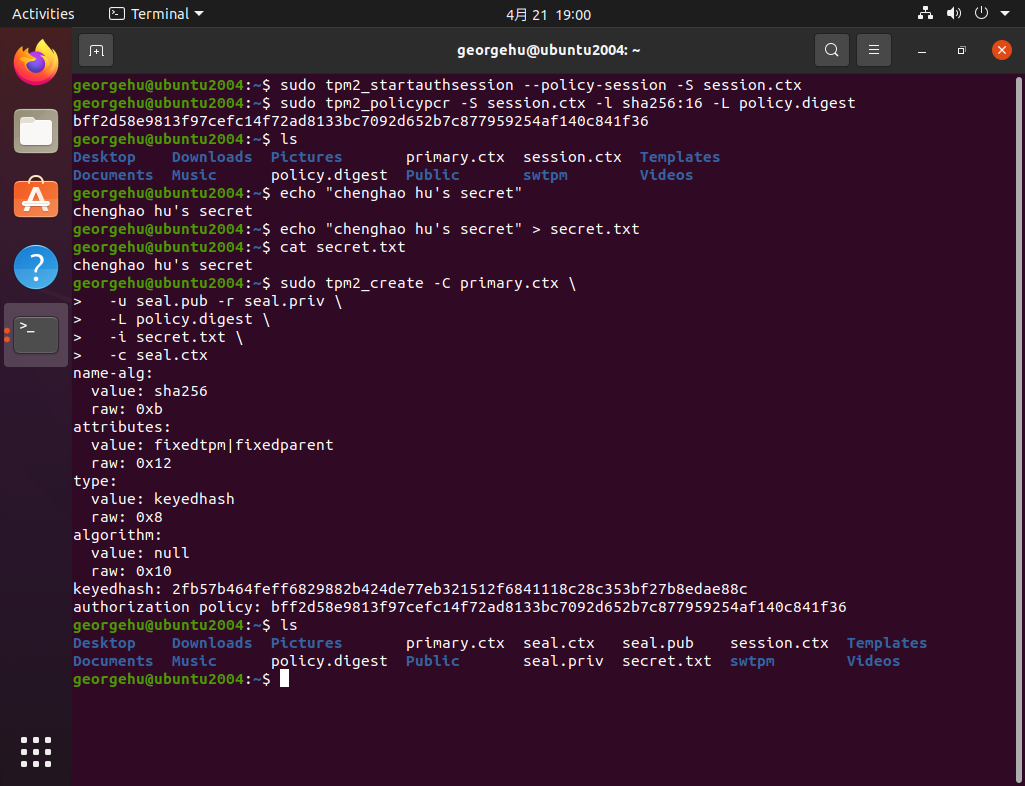 Activities Terminal 4月 21 19:00
georgehu@ubuntu2004: ~
georgehu@ubuntu2004:~$ sudo tpm2_startauthsession --policy-session -S session.ctx
georgehu@ubuntu2004:~$ sudo tpm2_policypcr -S session.ctx -l sha256:16 -L policy.digest
bff2d58e9813f97cefc14f72ad8133bc7092d652b7c877959254af140c841f36
georgehu@ubuntu2004:~$ ls
Desktop Downloads Pictures primary.ctx session.ctx Templates
Documents Music policy.digest Public swtpm Videos
georgehu@ubuntu2004:~$ echo "chenghao hu's secret"
chenghao hu's secret
georgehu@ubuntu2004:~$ echo "chenghao hu's secret" > secret.txt
georgehu@ubuntu2004:~$ cat secret.txt
chenghao hu's secret
georgehu@ubuntu2004:~$ sudo tpm2_create -C primary.ctx \
> -u seal.pub -r seal.priv \
> -L policy.digest \
> -i secret.txt \
> -c seal.ctx
name-alg:
value: sha256
raw: 0xb
attributes:
value: fixedtpm|fixedparent
raw: 0x12
type:
value: keyedhash
raw: 0x8
algorithm:
value: null
raw: 0x10
keyedhash: 2fb57b464feff6829882b424de77eb321512f6841118c28c353bf27b8edae88c
authorization policy: bff2d58e9813f97cefc14f72ad8133bc7092d652b7c877959254af140c841f36
georgehu@ubuntu2004:~$ ls
Desktop Downloads Pictures primary.ctx seal.ctx seal.pub session.ctx Templates
Documents Music policy.digest Public seal.priv secret.txt swtpm Videos
georgehu@ubuntu2004:~$